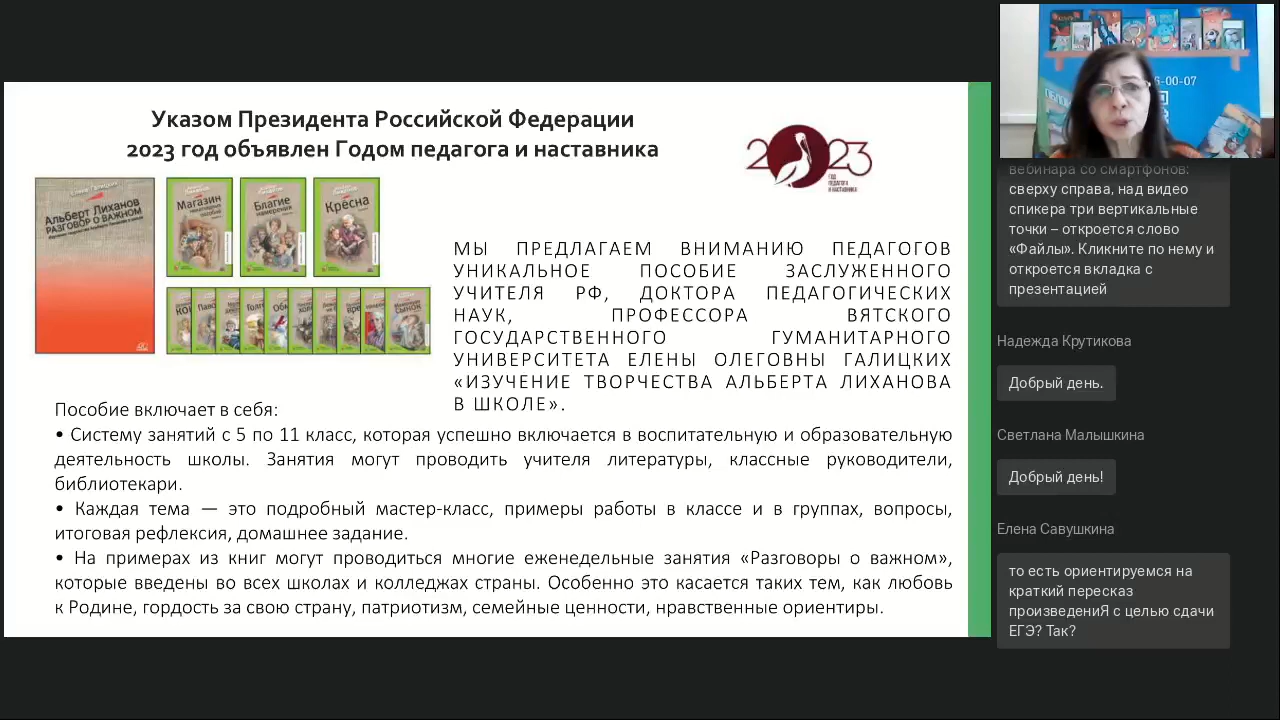 Указом Президента Российской Федерации
2023 год объявлен Годом педагога и наставника
2023
ГОД
ПЕДАГОГА
И НАСТАВНИКА
Альберт Лиханов
РАЗГОВОР О ВАЖНОМ
Магазин
Благие
намерения
Крёсна
МЫ ПРЕДЛАГАЕМ ВНИМАНИЮ ПЕДАГОГОВ
УНИКАЛЬНОЕ ПОСОБИЕ ЗАСЛУЖЕННОГО
УЧИТЕЛЯ РФ, ДОКТОРА ПЕДАГОГИЧЕСКИХ
НАУК, ПРОФЕССОРА ВЯТСКОГО
ГОСУДАРСТВЕННОГО ГУМАНИТАРНОГО
УНИВЕРСИТЕТА ЕЛЕНЫ ОЛЕГОВНЫ ГАЛИЦКИХ
«ИЗУЧЕНИЕ ТВОРЧЕСТВА АЛЬБЕРТА ЛИХАНОВА
В ШКОЛЕ».
Пособие включает в себя:
• Систему занятий с 5 по 11 класс, которая успешно включается в воспитательную и образовательную
деятельность школы. Занятия могут проводить учителя литературы, классные руководители,
библиотекари.
• Каждая тема — это подробный мастер-класс, примеры работы в классе и в группах, вопросы,
итоговая рефлексия, домашнее задание.
• На примерах из книг могут проводиться многие еженедельные занятия «Разговоры о важном»,
которые введены во всех школах и колледжах страны. Особенно это касается таких тем, как любовь
к Родине, гордость за свою страну, патриотизм, семейные ценности, нравственные ориентиры.
6-00-07
вебинара со смартфонов:
сверху справа, над видео
спикера три вертикальные
точки – откроется слово
«Файлы». Кликните по нему и
откроется вкладка с
презентацией
Надежда Крутикова
Добрый день.
Светлана Малышкина
Добрый день!
Елена Савушкина
то есть ориентируемся на
краткий пересказ
произведениЯ с целью сдачи
ЕГЭ? Так?